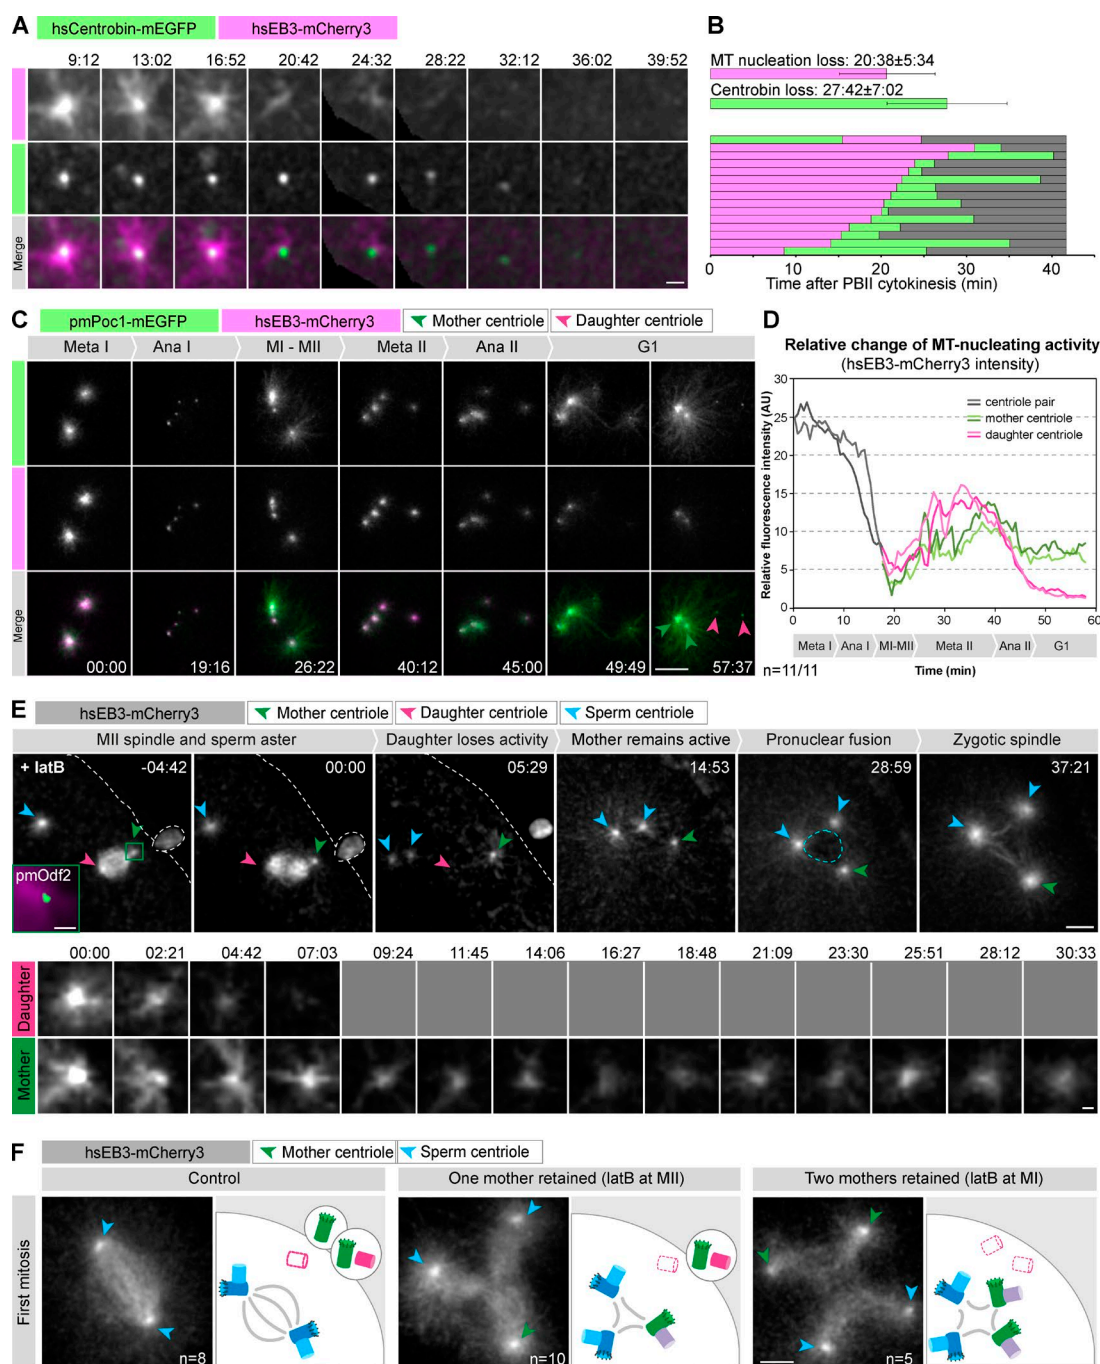 A
hsCentrobin-mEGFP hsEB3-mCherry3
9:12 13:02 16:52 20:42 24:32 28:22 32:12 36:02 39:52
Merge
B
MT nucleation loss: 20:38±5:34
Centrobin loss: 27:42±7:02
0 10 20 30 40
Time after PBII cytokinesis (min)
C
pmPoc1-mEGFP hsEB3-mCherry3 Mother centriole Daughter centriole
Meta I Ana I MI - MII Meta II Ana II G1
Merge
00:00 19:16 26:22 40:12 45:00 49:49 57:37
D
Relative change of MT-nucleating activity
(hsEB3-mCherry3 intensity)
Relative fluorescence intensity (AU)
30
25
20
15
10
5
0
centriole pair
mother centriole
daughter centriole
0 10 20 30 40 50 60
Meta I Ana I MI-MII Meta II Ana II G1
n=11/11 Time (min)
E
hsEB3-mCherry3 Mother centriole Daughter centriole Sperm centriole
MII spindle and sperm aster Daughter loses activity Mother remains active Pronuclear fusion Zygotic spindle
+ latB -04:42 00:00 05:29 14:53 28:59 37:21
pmOdf2
00:00 02:21 04:42 07:03 09:24 11:45 14:06 16:27 18:48 21:09 23:30 25:51 28:12 30:33
Daughter
Mother
F
hsEB3-mCherry3 Mother centriole Sperm centriole
Control One mother retained (latB at MII) Two mothers retained (latB at MI)
First mitosis
n=8 n=10 n=5